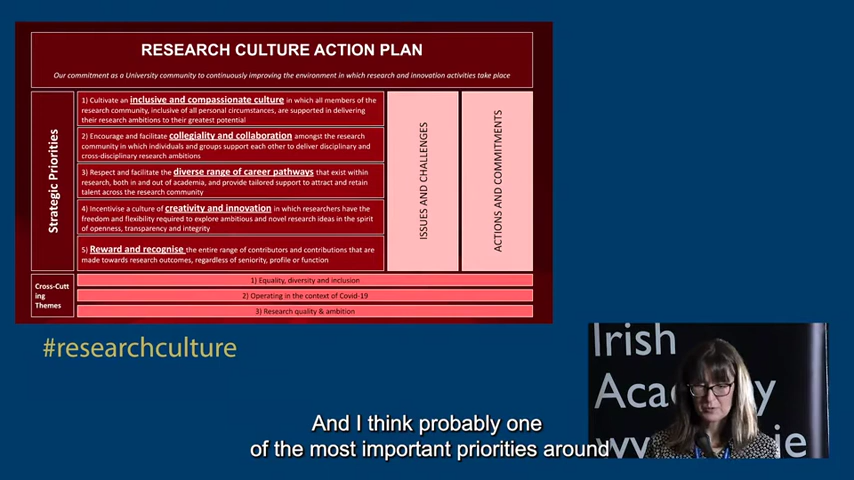 RESEARCH CULTURE ACTION PLAN
Our commitment as a University community to continuously improving the environment in which research and innovation activities take place
Strategic Priorities
1) Cultivate an inclusive and compassionate culture in which all members of the
research community, inclusive of all personal circumstances, are supported in delivering
their research ambitions to their greatest potential
2) Encourage and facilitate collegiality and collaboration amongst the research
community in which individuals and groups support each other to deliver disciplinary and
cross-disciplinary research ambitions
3) Respect and facilitate the diverse range of career pathways that exist within
research, both in and out of academia, and provide tailored support to attract and retain
talent across the research community
4) Incentivise a culture of creativity and innovation in which researchers have the
freedom and flexibility required to explore ambitious and novel research ideas in the spirit
of openness, transparency and integrity
5) Reward and recognise the entire range of contributors and contributions that are
made towards research outcomes, regardless of seniority, profile or function
ISSUES AND CHALLENGES
ACTIONS AND COMMITMENTS
Cross-Cutt
ing
Themes
1) Equality, diversity and inclusion
2) Operating in the context of Covid-19
3) Research quality & ambition
#researchculture
Irish
Aca y
ie
And I think probably one
of the most important priorities around